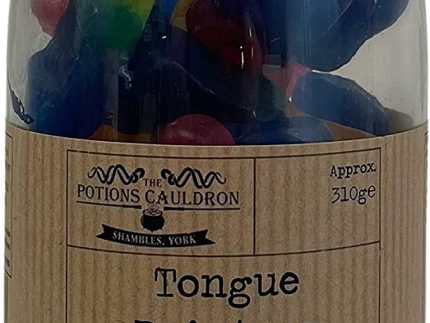 THE
POTIONS CAULDRON
SHAMBLES, YORK
Approx.
310ge
Tongue